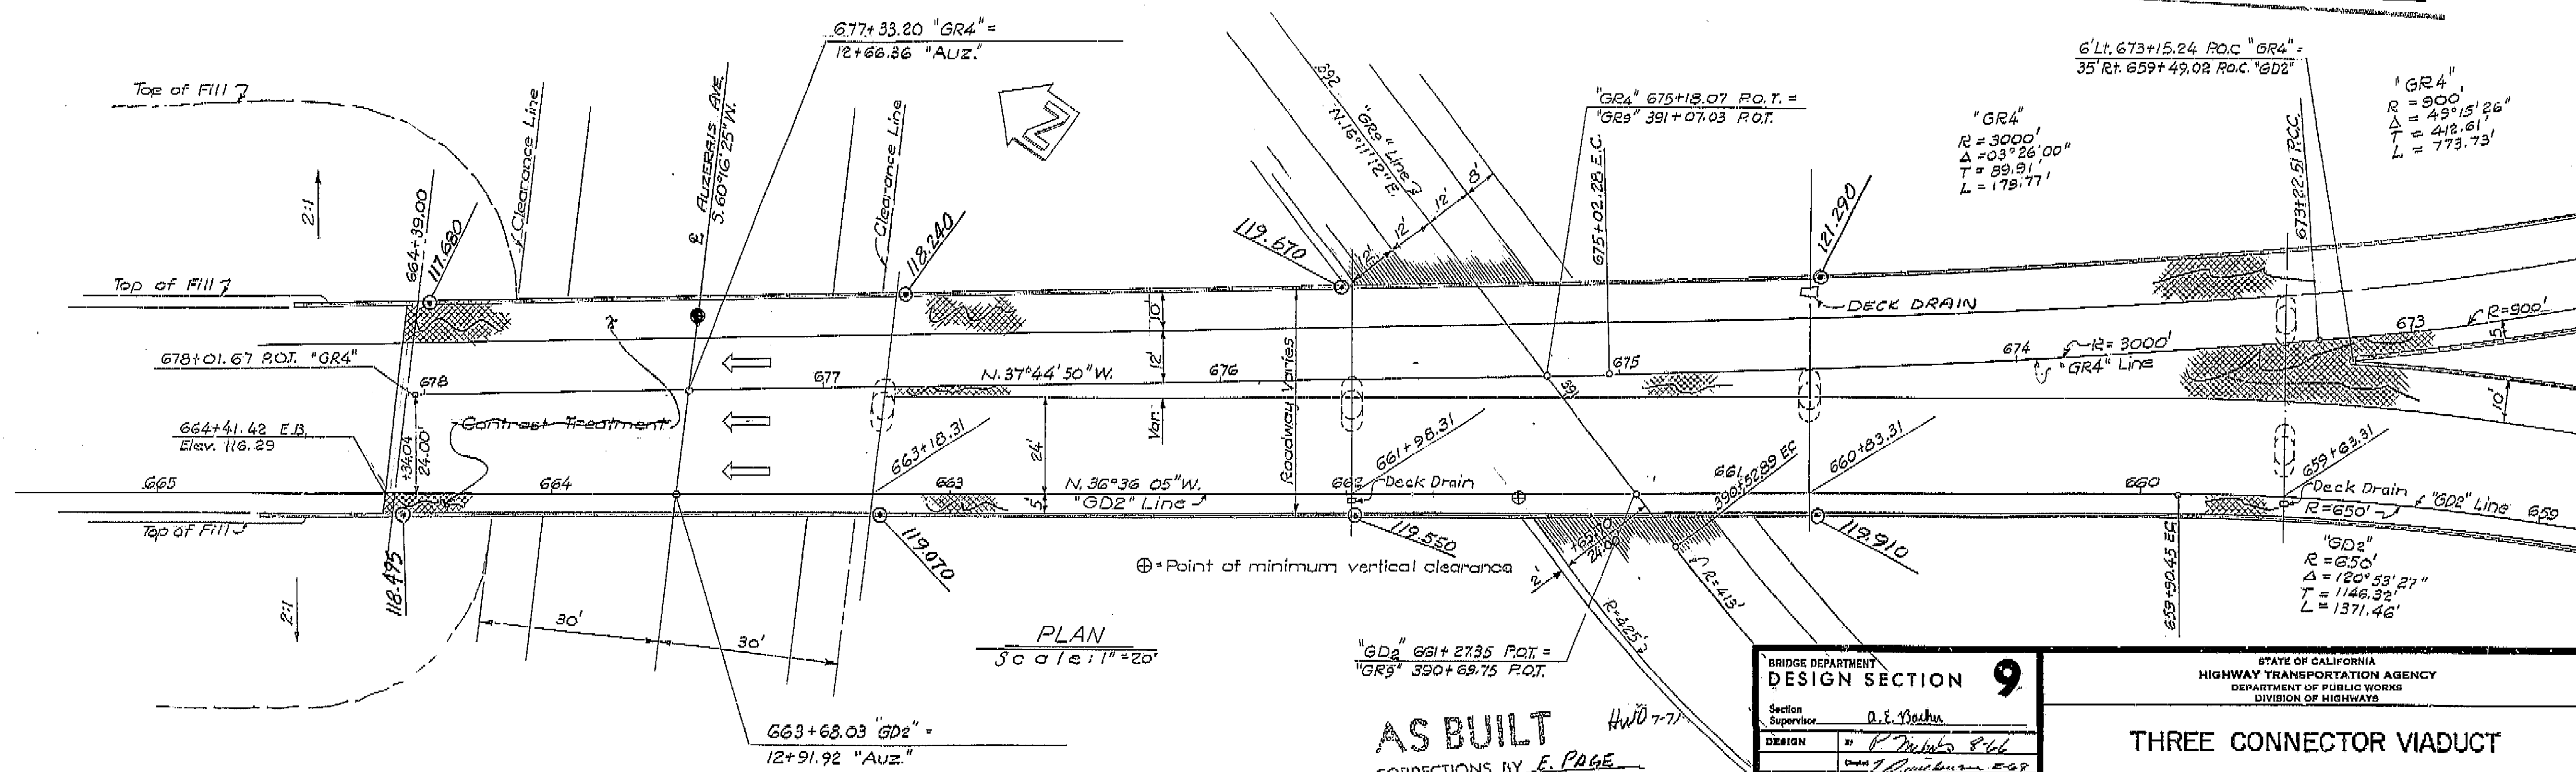 677+33.20 "GR4" =
12+66.36 "AUZ."
Top of Fill
Clearance Line
℄ AUZERAIS AVE.
S. 60°16'25" W.
Clearance Line
N
392
"GR9" Line
N. 16°11'12" E.
8'
12'
12'
2'
"GR4" 675+18.07 P.O.T. =
"GR9" 391+07.03 P.O.T.
6' Lt. 673+15.24 P.O.C "GR4" =
35' Rt. 659+49.02 P.O.C. "GD2"
"GR4"
R = 3000'
Δ = 03°26'00"
T = 89.91'
L = 179.77'
"GR4"
R = 900'
Δ = 49°15'26"
T = 412.61'
L = 773.73'
2:1
664+39.00
117.680
118.240
119.670
675+02.28 E.C.
121.290
673+22.51 P.C.C.
Top of Fill
DECK DRAIN
10'
12'
Var.
678+01.67 P.O.T. "GR4"
678
677
N. 37°44'50" W.
676
675
674
R = 3000'
"GR4" Line
673
R=900'
5'
10'
391
Roadway Varies
664+41.42 E.B.
Elev. 116.29
+34.04
24.00'
Contrast Treatment
24'
663+18.31
661+98.31
660+83.31
659+63.31
665
664
663
N. 36°36'05" W.
"GD2" Line
5'
662
Deck Drain
661
390+52.89 EC
660
Deck Drain
"GD2" Line
R=650'
659
Top of Fill
118.495
119.070
119.550
119.910
⊕ = Point of minimum vertical clearance
24.00
2'
R=413'
R=425'
659+90.45 EC
"GD2"
R = 650'
Δ = 120°53'27"
T = 1146.32'
L = 1371.46'
2:1
30'
30'
PLAN
Scale: 1"=20'
"GD2" 661+27.35 P.O.T. =
"GR9" 390+69.75 P.O.T.
663+68.03 "GD2" =
12+91.92 "AUZ."
AS BUILT
CORRECTIONS BY E. PAGE
7-71
BRIDGE DEPARTMENT
DESIGN SECTION 9
Section
Supervisor
DESIGN
BY
8-66
STATE OF CALIFORNIA
HIGHWAY TRANSPORTATION AGENCY
DEPARTMENT OF PUBLIC WORKS
DIVISION OF HIGHWAYS
THREE CONNECTOR VIADUCT